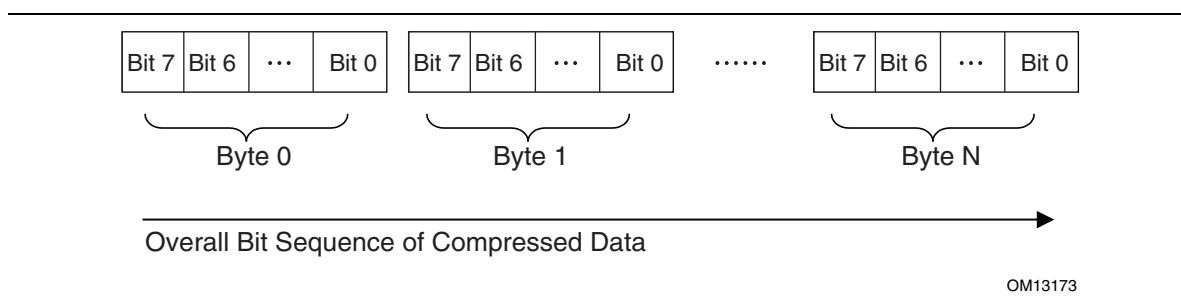 Bit 7 Bit 6 ... Bit 0 Bit 7 Bit 6 ... Bit 0 ...... Bit 7 Bit 6 ... Bit 0
Byte 0 Byte 1 Byte N
Overall Bit Sequence of Compressed Data
OM13173